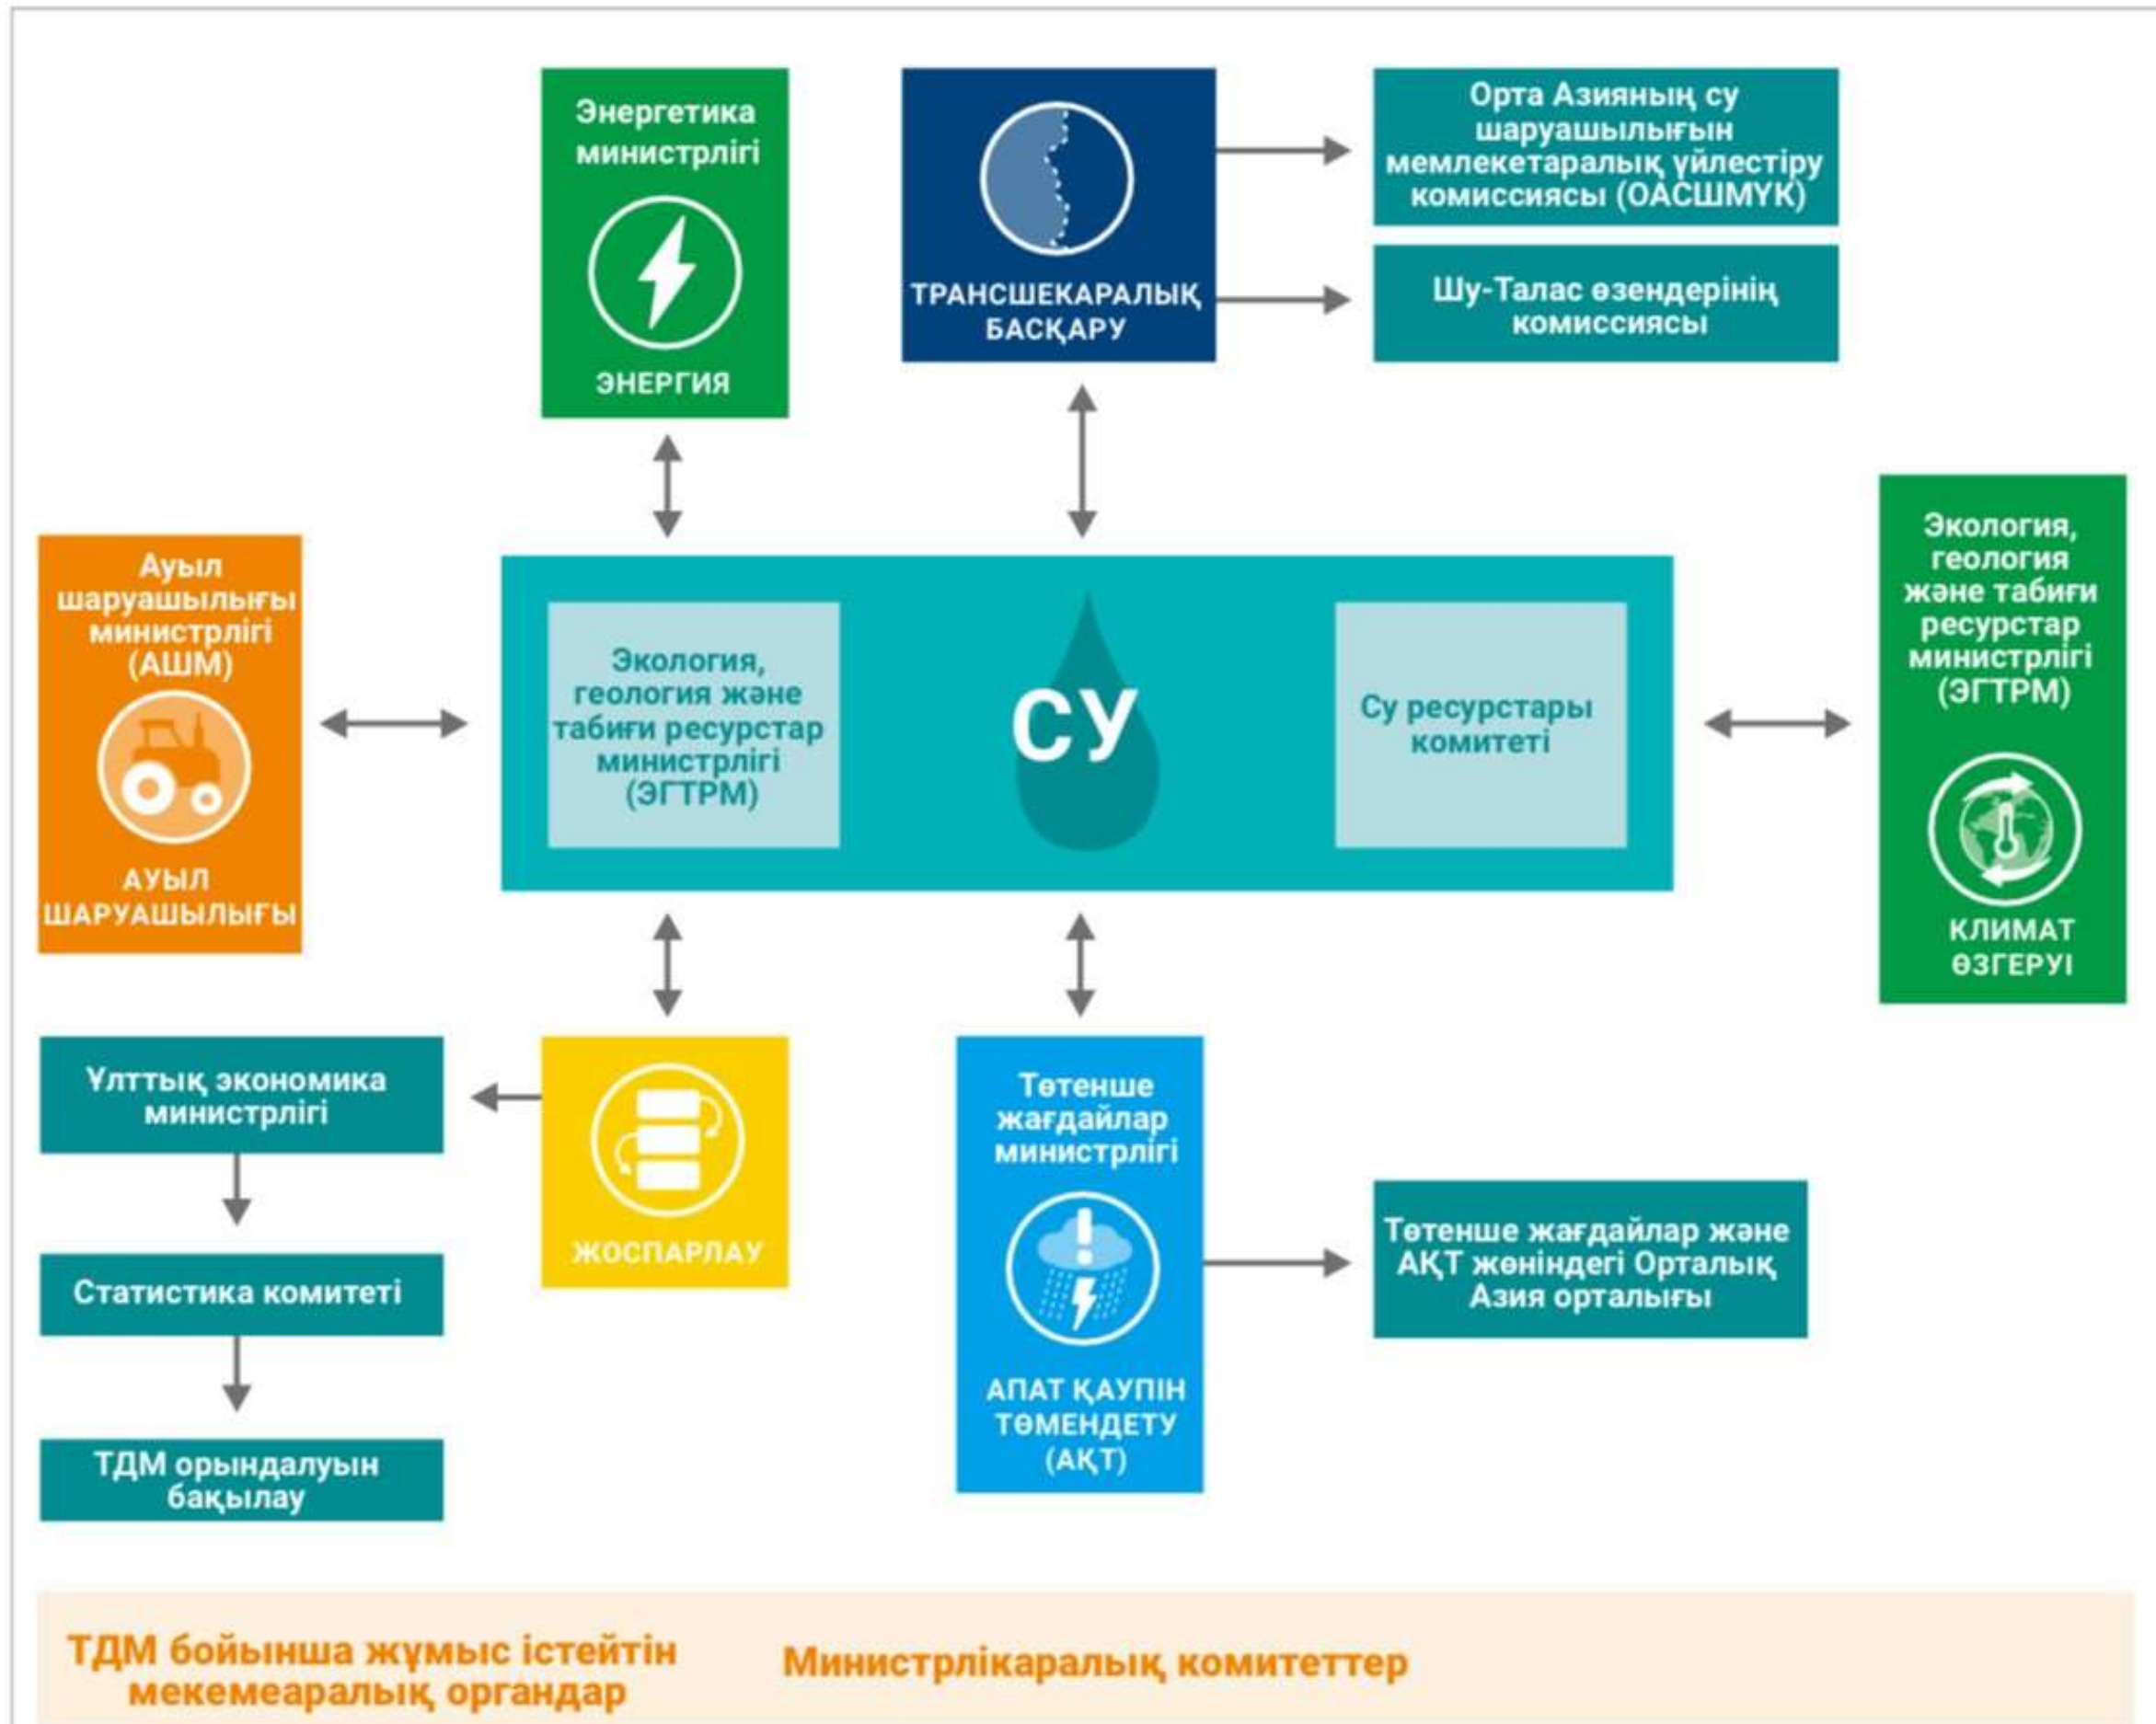 Энергетика
министрлігі
ЭНЕРГИЯ
ТРАНСШЕКАРАЛЫҚ
БАСҚАРУ
Орта Азияның су
шаруашылығын
мемлекетаралық үйлестіру
комиссиясы (ОАСШМҮК)
Шу-Талас өзендерінің
комиссиясы
Ауыл
шаруашылығы
министрлігі
(АШМ)
АУЫЛ
ШАРУАШЫЛЫҒЫ
Экология,
геология және
табиғи ресурстар
министрлігі
(ЭГТРМ)
СУ
Су ресурстары
комитеті
Экология,
геология
және табиғи
ресурстар
министрлігі
(ЭГТРМ)
КЛИМАТ
ӨЗГЕРУІ
Ұлттық экономика
министрлігі
Статистика комитеті
ТДМ орындалуын
бақылау
ЖОСПАРЛАУ
Төтенше
жағдайлар
министрлігі
АПАТ ҚАУПІН
ТӨМЕНДЕТУ
(АҚТ)
Төтенше жағдайлар және
АҚТ жөніндегі Орталық
Азия орталығы
ТДМ бойынша жұмыс істейтін
мекемеаралық органдар
Министрлікаралық комитеттер